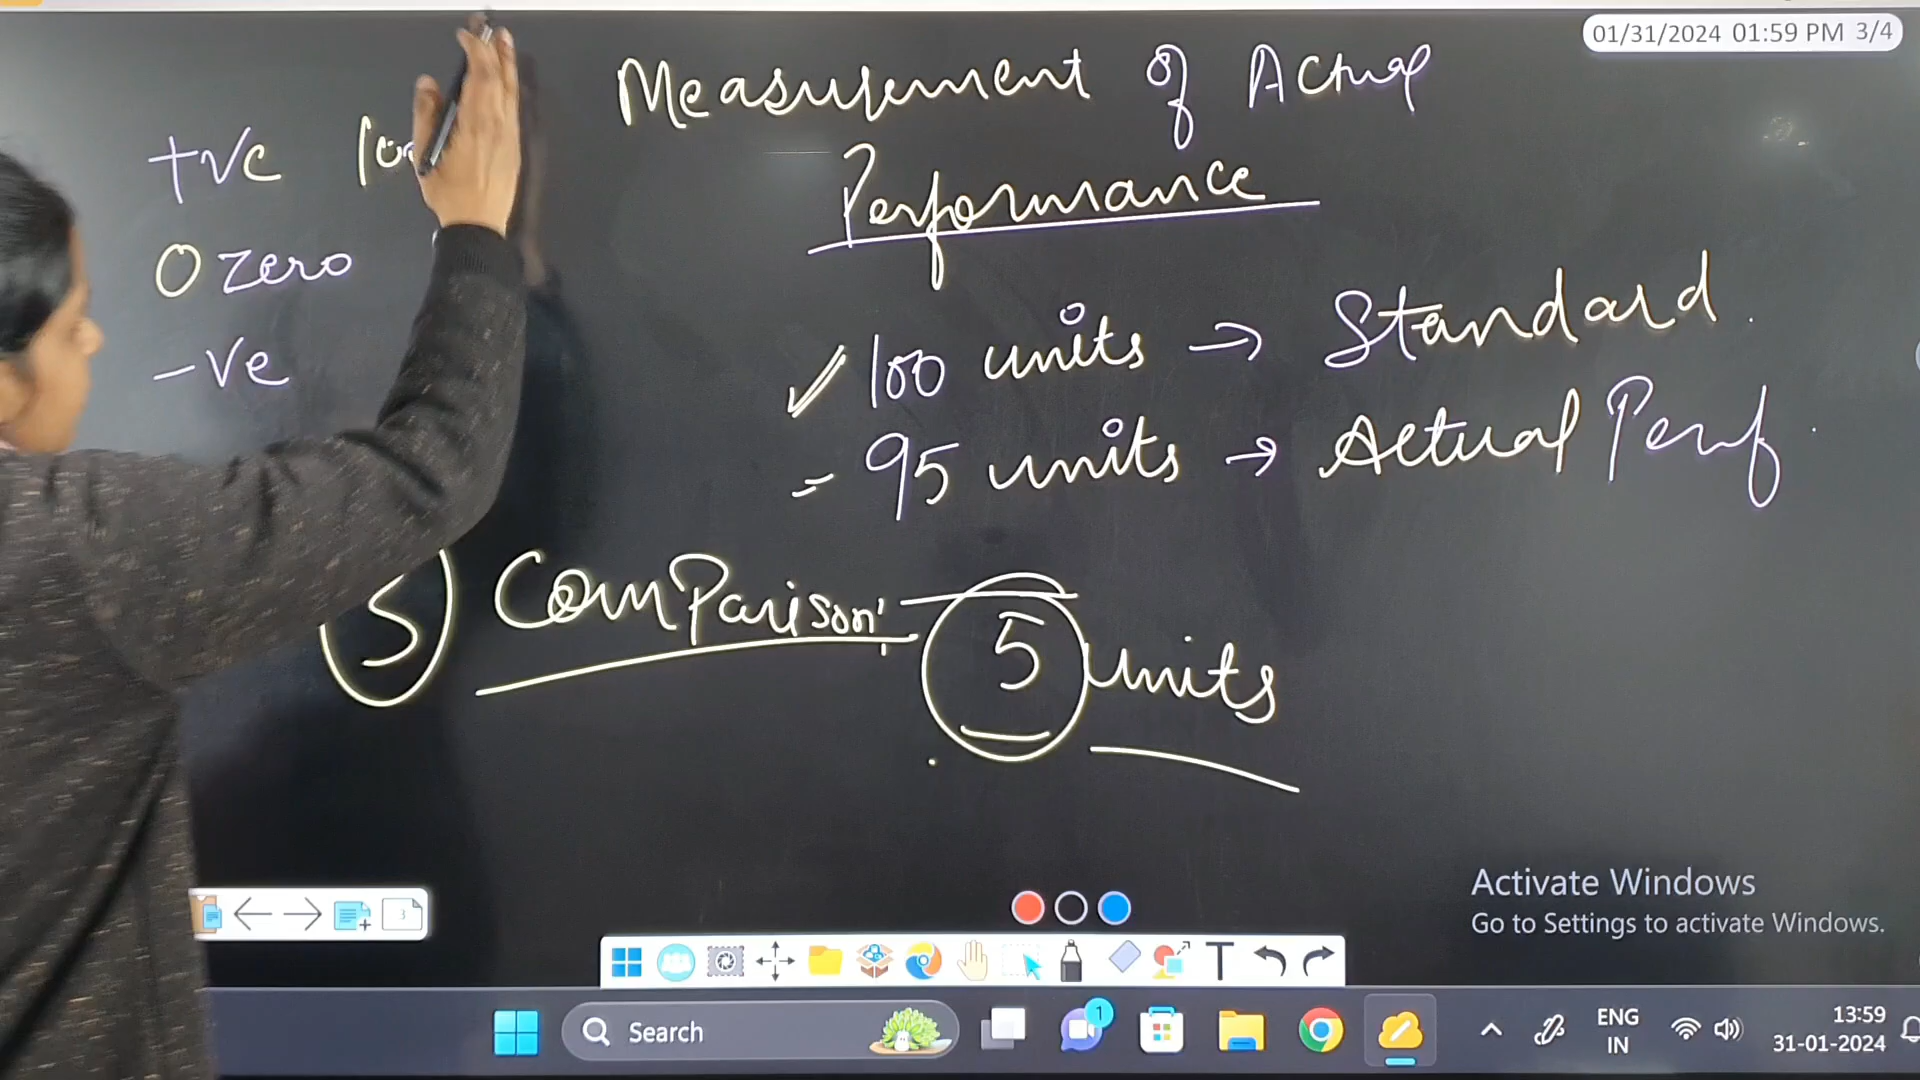 01/31/2024 01:59 PM 3/4
Measurement of Actual
Performance
+ve
0 zero
-ve
100 units → Standard
95 units → Actual Perf
Comparison
5 units
Activate Windows
Go to Settings to activate Windows.
3
T
Search
1
ENG
IN
13:59
31-01-2024